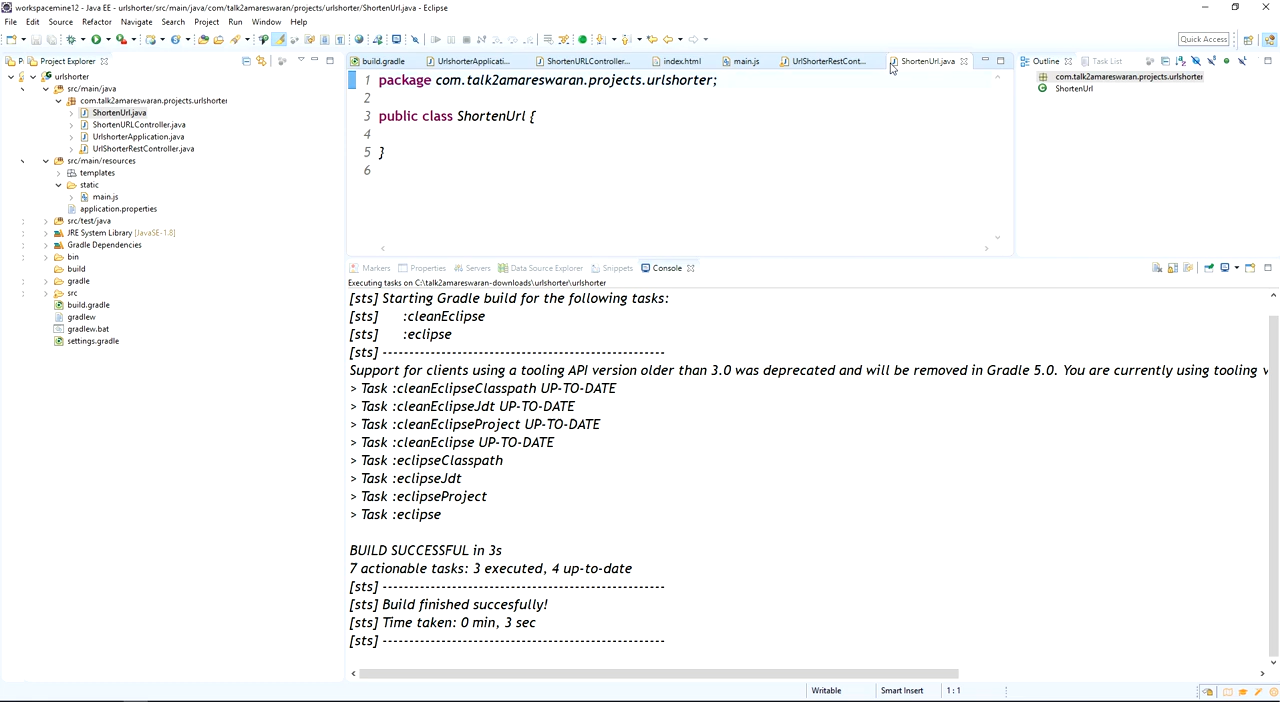 workspacemine12 - Java EE - urlshorter/src/main/java/com/talk2amareswaran/projects/urlshorter/ShortenUrl.java - Eclipse
File Edit Source Refactor Navigate Search Project Run Window Help
Quick Access
P: Project Explorer
build.gradle UrlshorterApplicati... ShortenURLController... index.html main.js UrlShorterRestCont... ShortenUrl.java
Outline Task List
urlshorter
src/main/java
com.talk2amareswaran.projects.urlshorter
ShortenUrl.java
ShortenURLController.java
UrlshorterApplication.java
UrlShorterRestController.java
src/main/resources
templates
static
main.js
application.properties
src/test/java
JRE System Library [JavaSE-1.8]
Gradle Dependencies
bin
build
gradle
src
build.gradle
gradlew
gradlew.bat
settings.gradle
1 package com.talk2amareswaran.projects.urlshorter;
2
3 public class ShortenUrl {
4
5 }
6
com.talk2amareswaran.projects.urlshorter
ShortenUrl
Markers Properties Servers Data Source Explorer Snippets Console
Executing tasks on C:\talk2amareswaran-downloads\urlshorter\urlshorter
[sts] Starting Gradle build for the following tasks:
[sts] :cleanEclipse
[sts] :eclipse
[sts] -----------------------------------------------------
Support for clients using a tooling API version older than 3.0 was deprecated and will be removed in Gradle 5.0. You are currently using tooling v
> Task :cleanEclipseClasspath UP-TO-DATE
> Task :cleanEclipseJdt UP-TO-DATE
> Task :cleanEclipseProject UP-TO-DATE
> Task :cleanEclipse UP-TO-DATE
> Task :eclipseClasspath
> Task :eclipseJdt
> Task :eclipseProject
> Task :eclipse
BUILD SUCCESSFUL in 3s
7 actionable tasks: 3 executed, 4 up-to-date
[sts] -----------------------------------------------------
[sts] Build finished succesfully!
[sts] Time taken: 0 min, 3 sec
[sts] -----------------------------------------------------
Writable Smart Insert 1 : 1